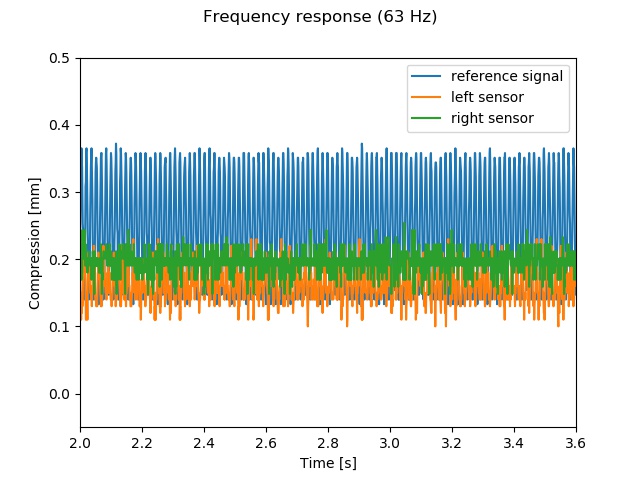 Frequency response (63 Hz)
0.5
0.4
0.3
0.2
0.1
0.0
Compression [mm]
reference signal
left sensor
right sensor
2.0 2.2 2.4 2.6 2.8 3.0 3.2 3.4 3.6
Time [s]